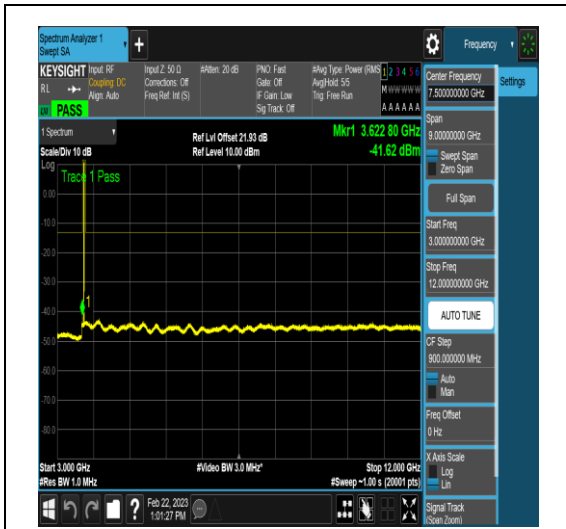 Spectrum Analyzer 1
Swept SA
Frequency
KEYSIGHT
RL
Input: RF
Coupling: DC
Align: Auto
Input Z: 50 Ω
Corrections: Off
Freq Ref: Int (S)
#Atten: 20 dB
PNO: Fast
Gate: Off
IF Gain: Low
Sig Track: Off
#Avg Type: Power (RMS
Avg|Hold: 5/5
Trig: Free Run
1 2 3 4 5 6
M W W W W W
A A A A A A
PASS
1 Spectrum
Scale/Div 10 dB
Ref Lvl Offset 21.93 dB
Ref Level 10.00 dBm
Mkr1 3.622 80 GHz
-41.62 dBm
Log
Trace 1 Pass
0.00
-10.0
-20.0
-30.0
-40.0
-50.0
-60.0
-70.0
-80.0
1
Start 3.000 GHz
#Res BW 1.0 MHz
#Video BW 3.0 MHz*
Stop 12.000 GHz
#Sweep ~1.00 s (20001 pts)
Center Frequency
7.500000000 GHz
Settings
Span
9.00000000 GHz
Swept Span
Zero Span
Full Span
Start Freq
3.000000000 GHz
Stop Freq
12.000000000 GHz
AUTO TUNE
CF Step
900.000000 MHz
Auto
Man
Freq Offset
0 Hz
X Axis Scale
Log
Lin
Signal Track
(Span Zoom)
Feb 22, 2023
1:01:27 PM